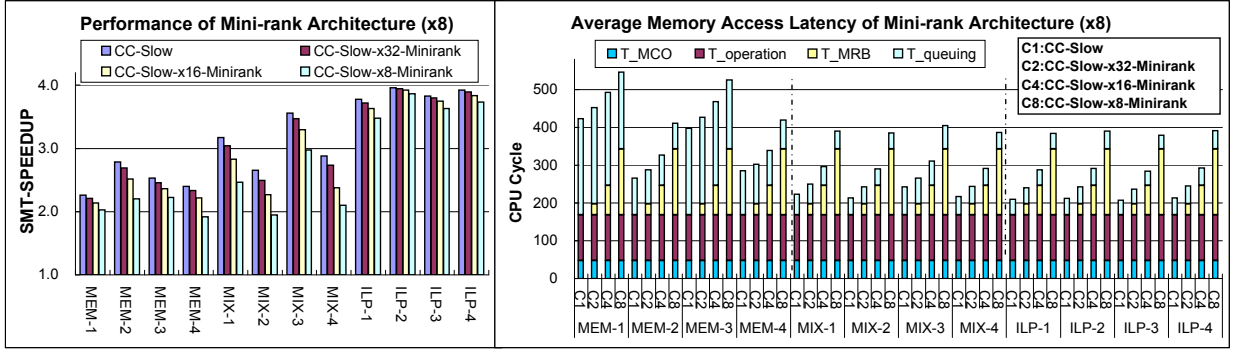 Performance of Mini-rank Architecture (x8)
CC-Slow CC-Slow-x32-Minirank
CC-Slow-x16-Minirank CC-Slow-x8-Minirank
SMT-SPEEDUP
4.0
3.0
2.0
1.0
MEM-1 MEM-2 MEM-3 MEM-4 MIX-1 MIX-2 MIX-3 MIX-4 ILP-1 ILP-2 ILP-3 ILP-4
Average Memory Access Latency of Mini-rank Architecture (x8)
T_MCO T_operation T_MRB T_queuing
C1:CC-Slow
C2:CC-Slow-x32-Minirank
C4:CC-Slow-x16-Minirank
C8:CC-Slow-x8-Minirank
CPU Cycle
500
400
300
200
100
0
C1 C2 C4 C8 C1 C2 C4 C8 C1 C2 C4 C8 C1 C2 C4 C8 C1 C2 C4 C8 C1 C2 C4 C8 C1 C2 C4 C8 C1 C2 C4 C8 C1 C2 C4 C8 C1 C2 C4 C8 C1 C2 C4 C8 C1 C2 C4 C8
MEM-1 MEM-2 MEM-3 MEM-4 MIX-1 MIX-2 MIX-3 MIX-4 ILP-1 ILP-2 ILP-3 ILP-4